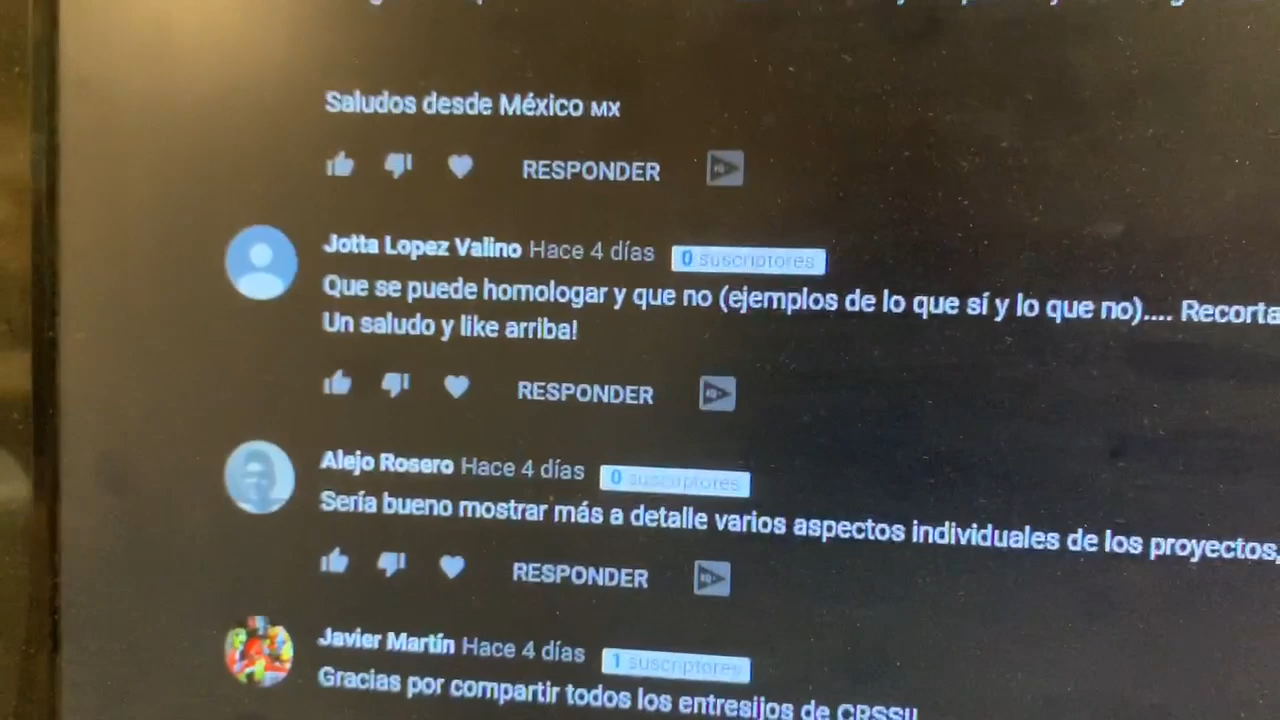 Saludos desde México MX
RESPONDER
Jotta Lopez Valino Hace 4 días 0 suscriptores
Que se puede homologar y que no (ejemplos de lo que sí y lo que no).... Recorta
Un saludo y like arriba!
RESPONDER
Alejo Rosero Hace 4 días 0 suscriptores
Sería bueno mostrar más a detalle varios aspectos individuales de los proyectos,
RESPONDER
Javier Martín Hace 4 días 1 suscriptores
Gracias por compartir todos los entresijos de CRSS!!